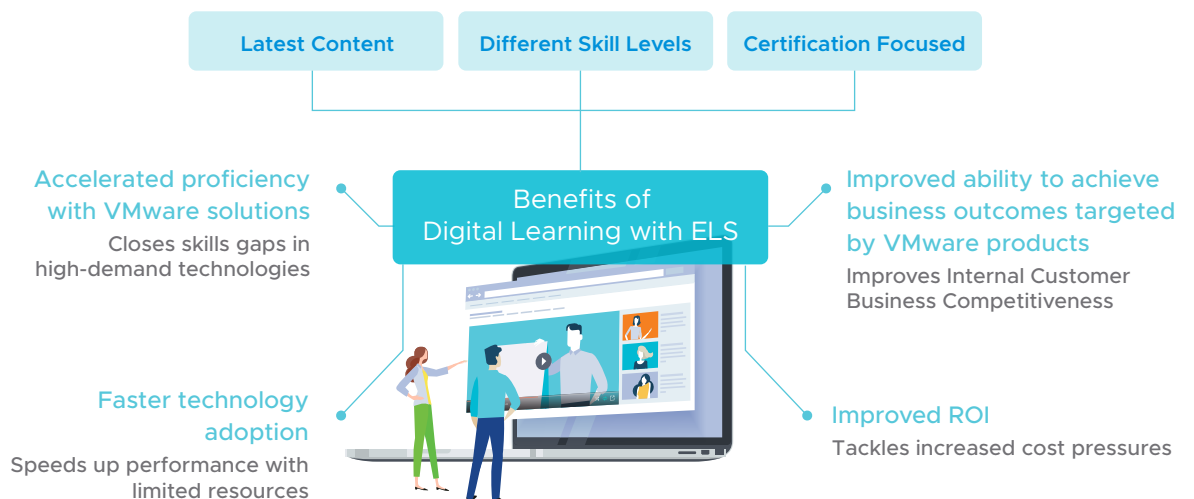 Latest Content
Different Skill Levels
Certification Focused
Benefits of
Digital Learning with ELS
Accelerated proficiency
with VMware solutions
Closes skills gaps in
high-demand technologies
Improved ability to achieve
business outcomes targeted
by VMware products
Improves Internal Customer
Business Competitiveness
Faster technology
adoption
Speeds up performance with
limited resources
Improved ROI
Tackles increased cost pressures